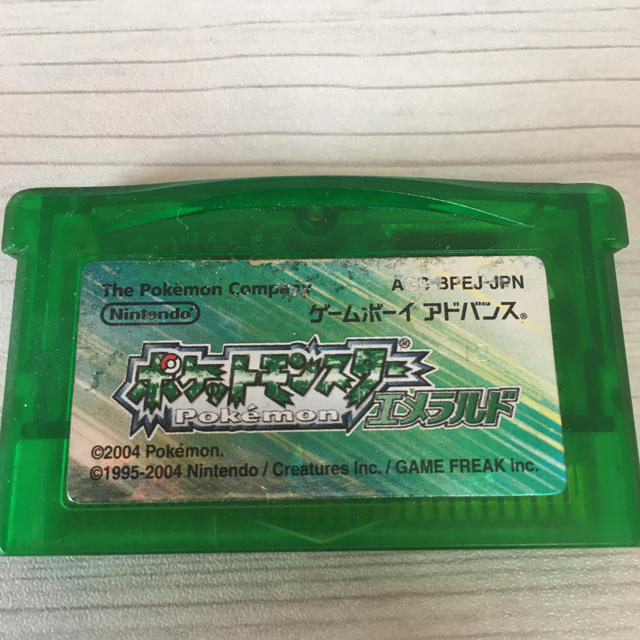 The Pokémon Company
AGB-BPEJ-JPN
Nintendo
ゲームボーイ アドバンス®
ポケットモンスター®
Pokémon
エメラルド
©2004 Pokémon.
©1995-2004 Nintendo / Creatures inc. / GAME FREAK inc.